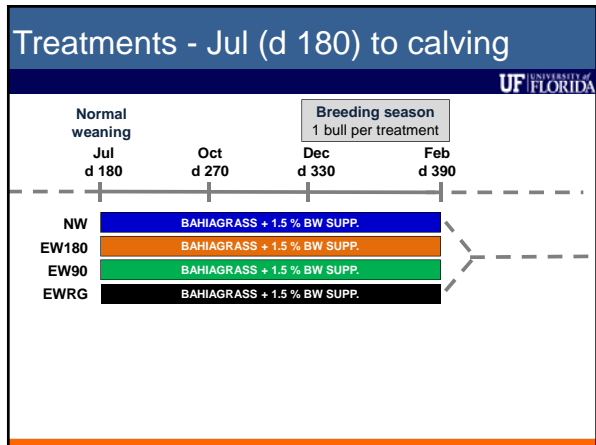 Treatments - Jul (d 180) to calving
UF UNIVERSITY of FLORIDA
Normal
weaning
Breeding season
1 bull per treatment
Jul
d 180
Oct
d 270
Dec
d 330
Feb
d 390
NW
BAHIAGRASS + 1.5 % BW SUPP.
EW180
BAHIAGRASS + 1.5 % BW SUPP.
EW90
BAHIAGRASS + 1.5 % BW SUPP.
EWRG
BAHIAGRASS + 1.5 % BW SUPP.